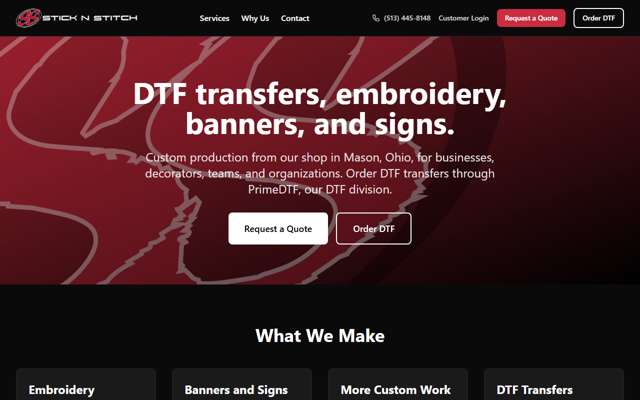 STICK N STITCH
Services
Why Us
Contact
(513) 445-8148
Customer Login
Request a Quote
Order DTF
DTF transfers, embroidery,
banners, and signs.
Custom production from our shop in Mason, Ohio, for businesses,
decorators, teams, and organizations. Order DTF transfers through
PrimeDTF, our DTF division.
Request a Quote
Order DTF
What We Make
Embroidery
Banners and Signs
More Custom Work
DTF Transfers